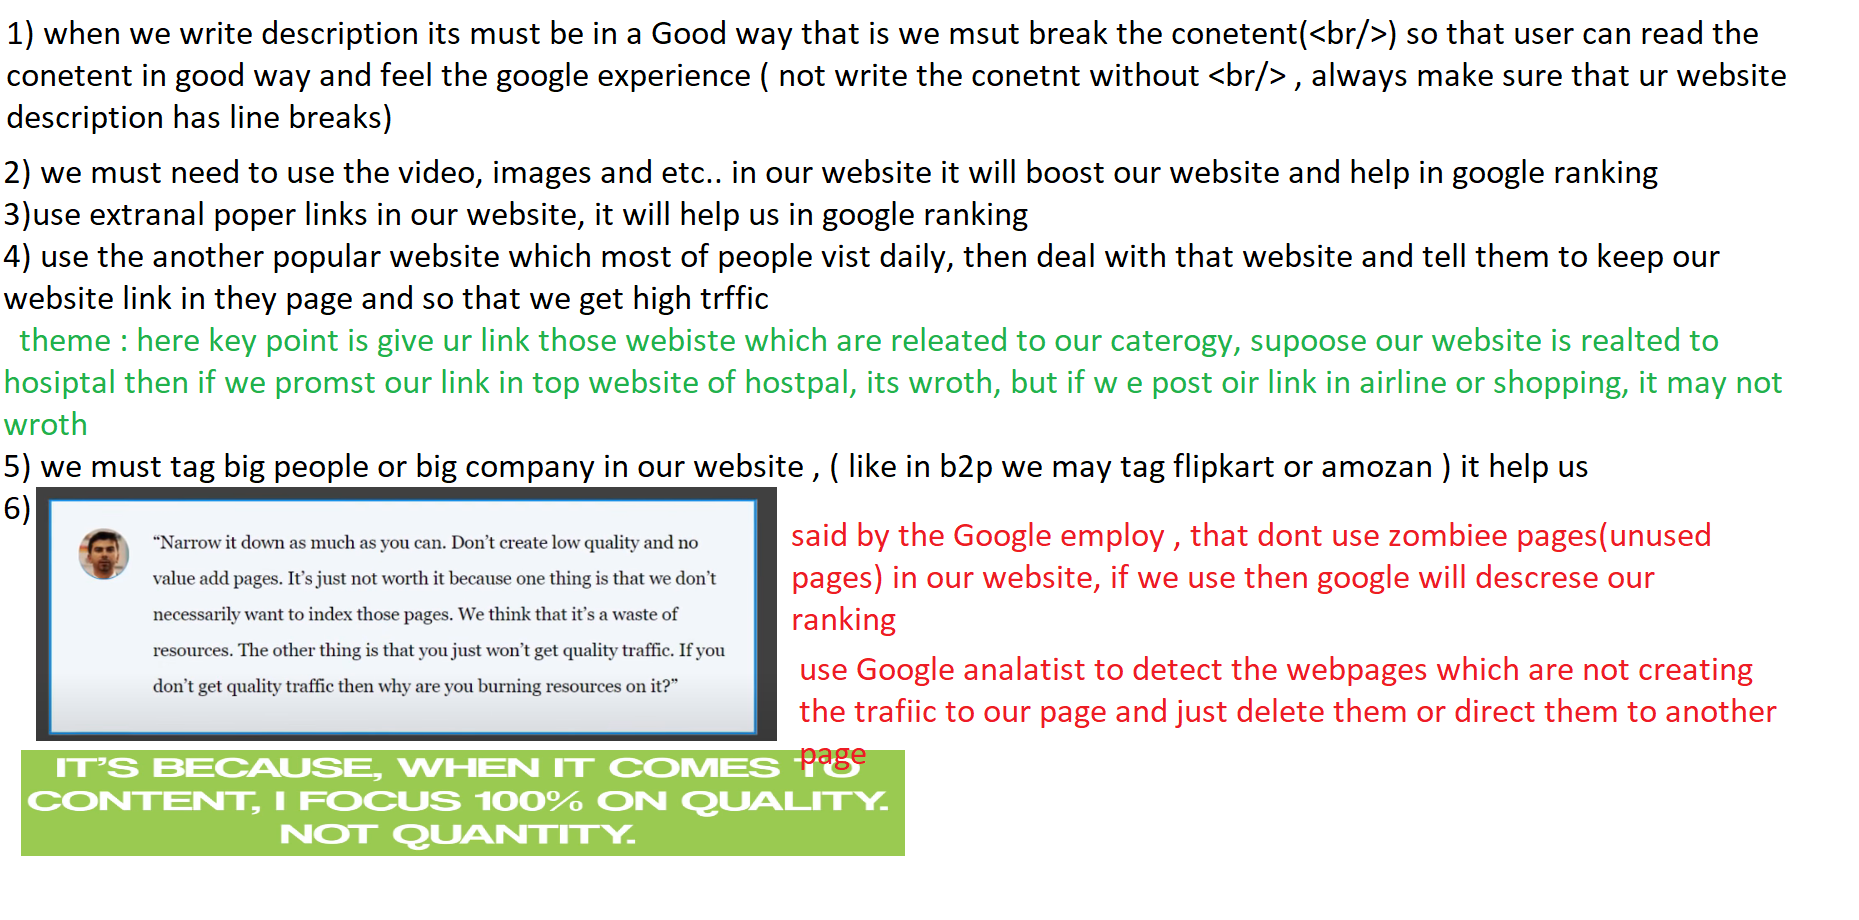 1) when we write description its must be in a Good way that is we msut break the conetent(<br/>) so that user can read the
conetent in good way and feel the google experience ( not write the conetnt without <br/> , always make sure that ur website
description has line breaks)
2) we must need to use the video, images and etc.. in our website it will boost our website and help in google ranking
3)use extranal poper links in our website, it will help us in google ranking
4) use the another popular website which most of people vist daily, then deal with that website and tell them to keep our
website link in they page and so that we get high trffic
theme : here key point is give ur link those webiste which are releated to our caterogy, supoose our website is realted to
hosiptal then if we promst our link in top website of hostpal, its wroth, but if w e post oir link in airline or shopping, it may not
wroth
5) we must tag big people or big company in our website , ( like in b2p we may tag flipkart or amozan ) it help us
6)
“Narrow it down as much as you can. Don’t create low quality and no
value add pages. It’s just not worth it because one thing is that we don’t
necessarily want to index those pages. We think that it’s a waste of
resources. The other thing is that you just won’t get quality traffic. If you
don’t get quality traffic then why are you burning resources on it?”
said by the Google employ , that dont use zombiee pages(unused
pages) in our website, if we use then google will descrese our
ranking
use Google analatist to detect the webpages which are not creating
the trafiic to our page and just delete them or direct them to another
page
IT’S BECAUSE, WHEN IT COMES TO
CONTENT, I FOCUS 100% ON QUALITY.
NOT QUANTITY.